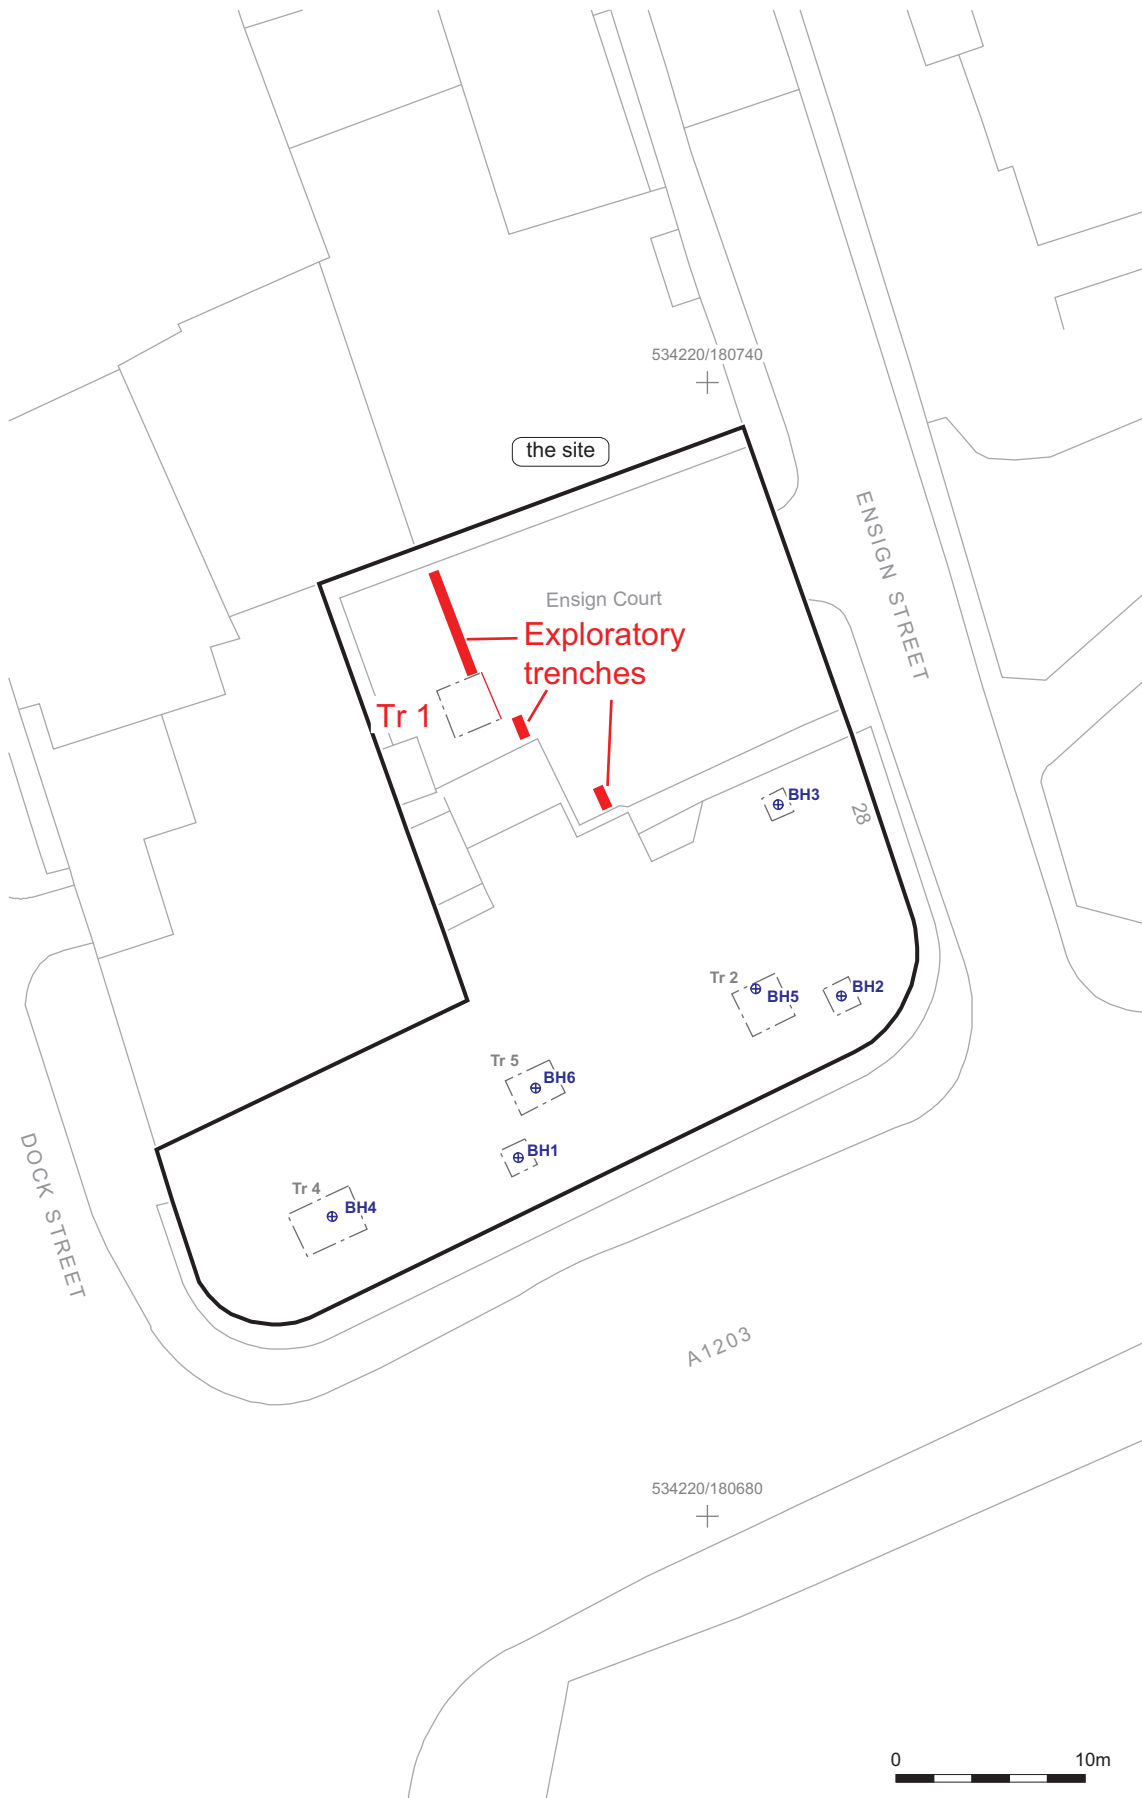 534220/180740
the site
ENSIGN STREET
Ensign Court
Exploratory
trenches
Tr 1
BH3
28
Tr 2
BH5
BH2
Tr 5
BH6
BH1
Tr 4
BH4
DOCK STREET
A1203
534220/180680
0 10m